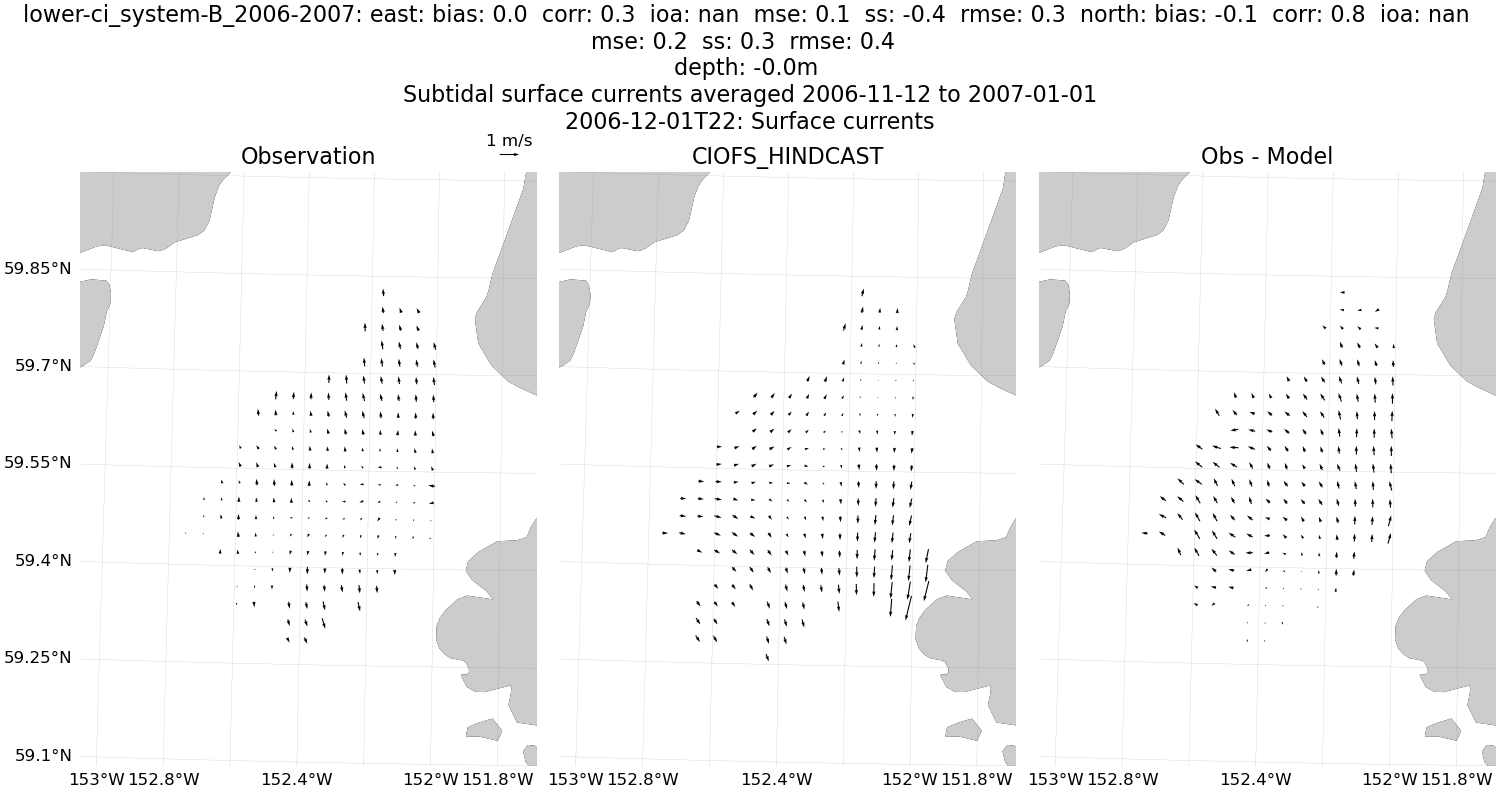 lower-ci_system-B_2006-2007: east: bias: 0.0  corr: 0.3  ioa: nan  mse: 0.1  ss: -0.4  rmse: 0.3  north: bias: -0.1  corr: 0.8  ioa: nan
mse: 0.2  ss: 0.3  rmse: 0.4
depth: -0.0m
Subtidal surface currents averaged 2006-11-12 to 2007-01-01
2006-12-01T22: Surface currents
1 m/s
Observation
CIOFS_HINDCAST
Obs - Model
59.85°N
59.7°N
59.55°N
59.4°N
59.25°N
59.1°N
153°W 152.8°W 152.4°W 152°W 151.8°W
153°W 152.8°W 152.4°W 152°W 151.8°W
153°W 152.8°W 152.4°W 152°W 151.8°W